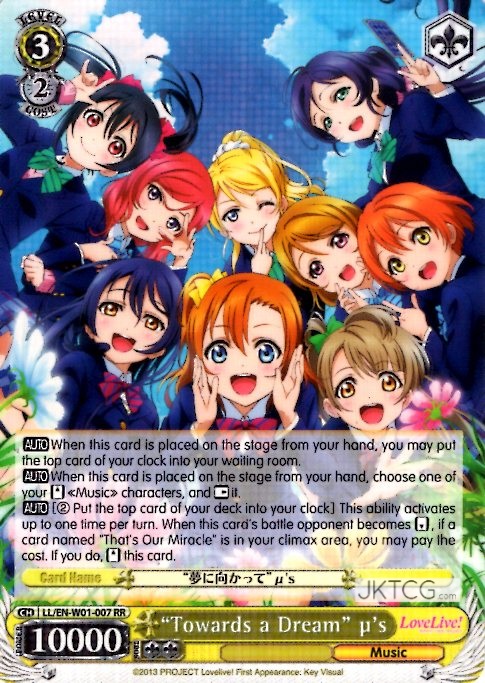 LEVEL
3
2
COST
AUTO When this card is placed on the stage from your hand, you may put
the top card of your clock into your waiting room.
AUTO When this card is placed on the stage from your hand, choose one of
your [▲] «Music» characters, and [➡] it.
AUTO [② Put the top card of your deck into your clock] This ability activates
up to one time per turn. When this card's battle opponent becomes [▼], if a
card named "That's Our Miracle" is in your climax area, you may pay the
cost. If you do, [▲] this card.
Card Name
"夢に向かって" μ's
JKTCG.com
CH LL/EN-W01-007 RR
"Towards a Dream" μ's
LoveLive!
POWER
10000
SOUL
Music
©2013 PROJECT Lovelive! First Appearance: Key Visual